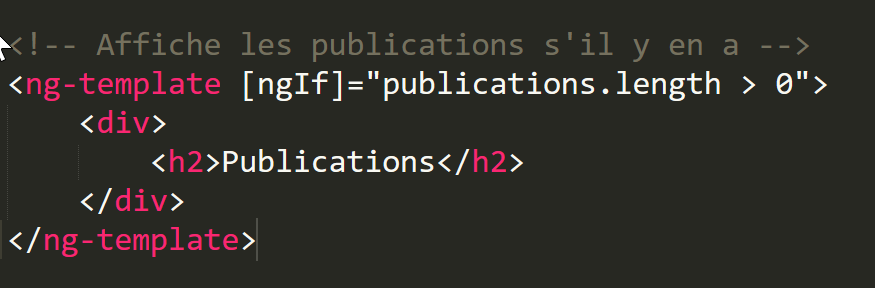 <!-- Affiche les publications s'il y en a -->
<ng-template [ngIf]="publications.length > 0">
    <div>
        <h2>Publications</h2>
    </div>
</ng-template>